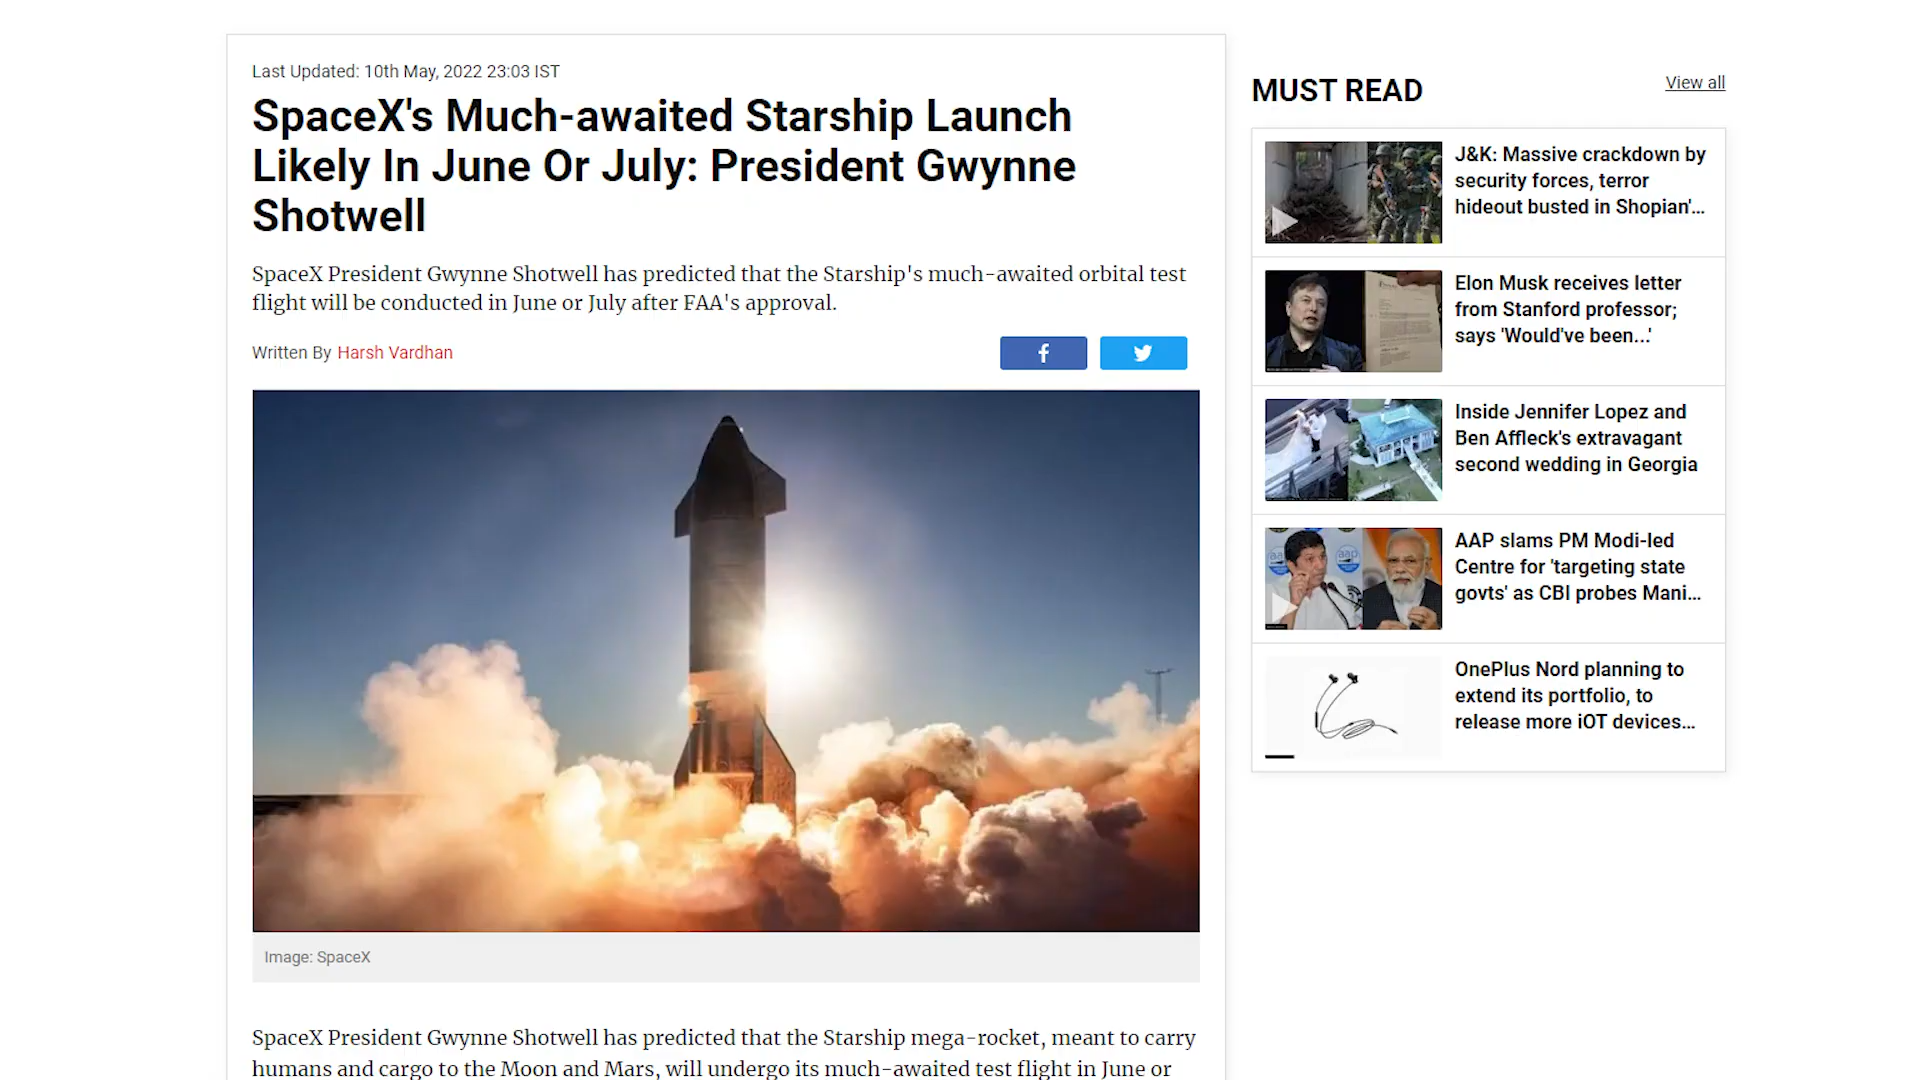 Last Updated: 10th May, 2022 23:03 IST
SpaceX's Much-awaited Starship Launch
Likely In June Or July: President Gwynne
Shotwell
SpaceX President Gwynne Shotwell has predicted that the Starship's much-awaited orbital test
flight will be conducted in June or July after FAA's approval.
Written By Harsh Vardhan
Image: SpaceX
SpaceX President Gwynne Shotwell has predicted that the Starship mega-rocket, meant to carry
humans and cargo to the Moon and Mars, will undergo its much-awaited test flight in June or
MUST READ
View all
J&K: Massive crackdown by
security forces, terror
hideout busted in Shopian'...
Elon Musk receives letter
from Stanford professor;
says 'Would've been...'
Inside Jennifer Lopez and
Ben Affleck's extravagant
second wedding in Georgia
aap
AAP slams PM Modi-led
Centre for 'targeting state
govts' as CBI probes Mani...
OnePlus Nord planning to
extend its portfolio, to
release more iOT devices...